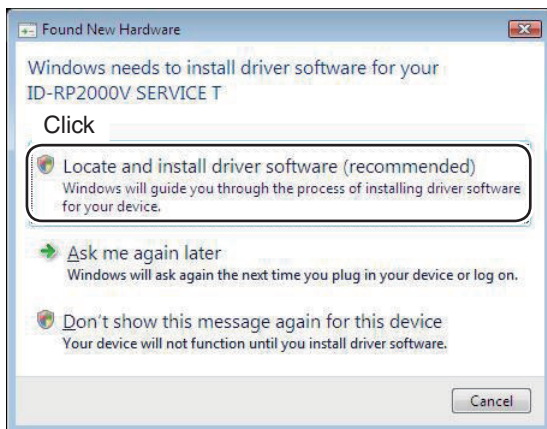 Found New Hardware
Windows needs to install driver software for your
ID-RP2000V SERVICE T
Click
Locate and install driver software (recommended)
Windows will guide you through the process of installing driver software
for your device.
Ask me again later
Windows will ask again the next time you plug in your device or log on.
Don't show this message again for this device
Your device will not function until you install driver software.
Cancel